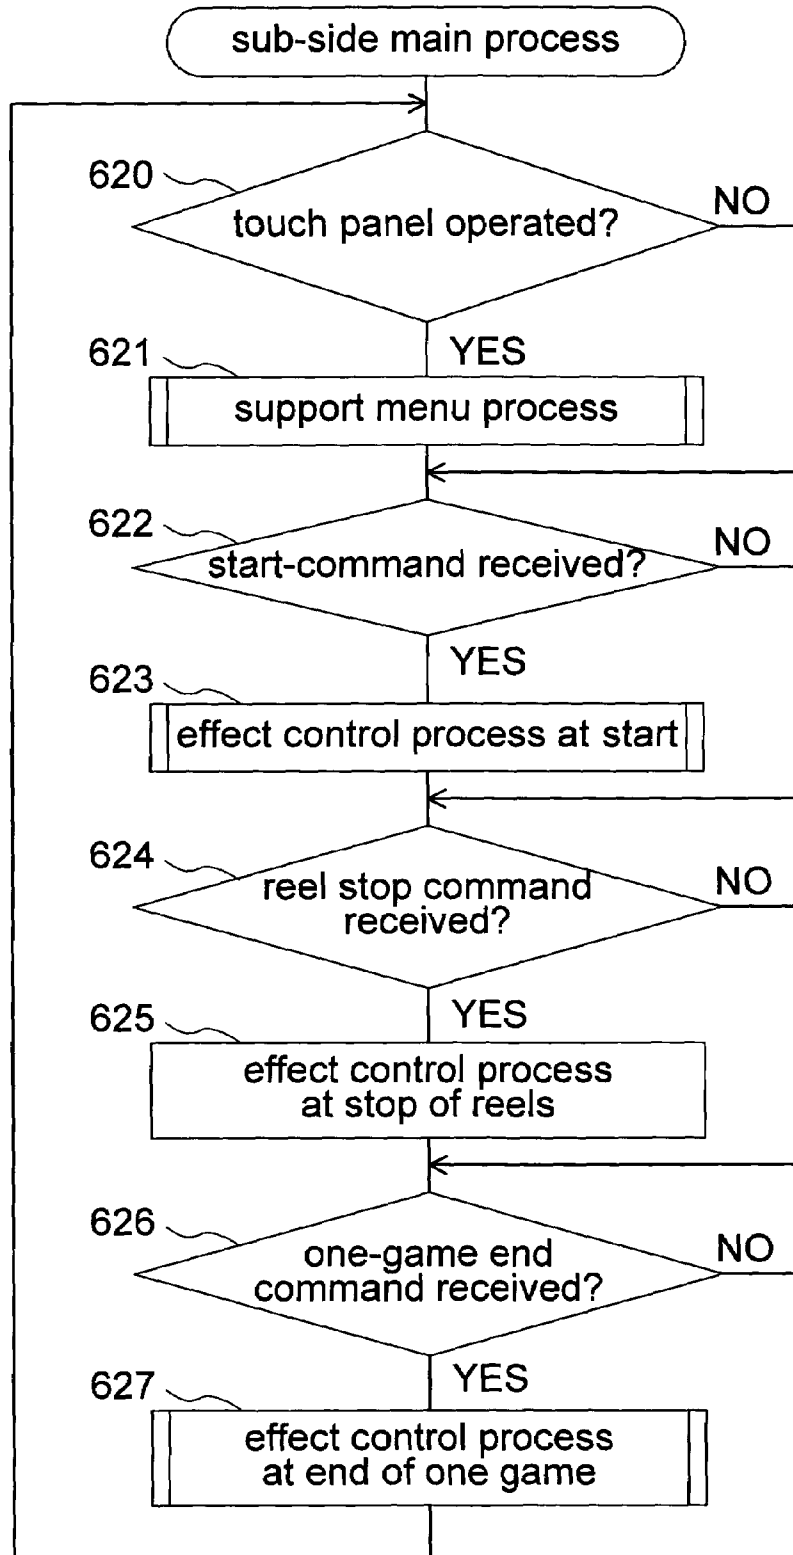 sub-side main process
620
touch panel operated?
NO
YES
621
support menu process
622
start-command received?
NO
YES
623
effect control process at start
624
reel stop command
received?
NO
YES
625
effect control process
at stop of reels
626
one-game end
command received?
NO
YES
627
effect control process
at end of one game